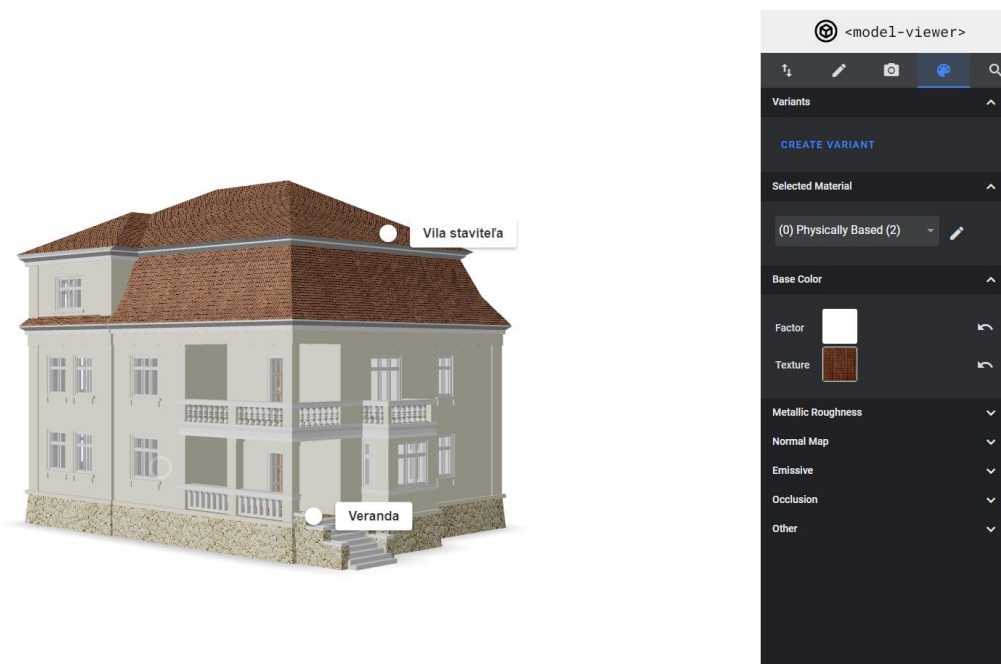 <model-viewer>
Variants
CREATE VARIANT
Selected Material
(0) Physically Based (2)
Base Color
Factor
Texture
Metallic Roughness
Normal Map
Emissive
Occlusion
Other
Vila staviteľa
Veranda